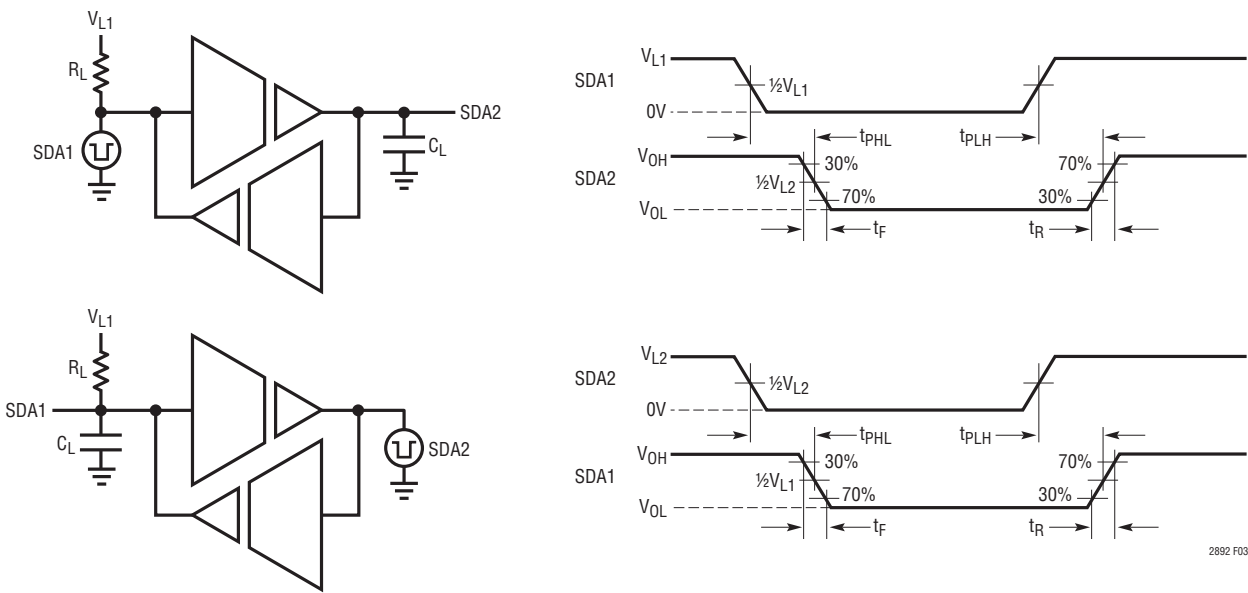 VL1
RL
SDA1
SDA2
CL
SDA1
VL1
½VL1
0V
tPHL
tPLH
SDA2
VOH
30%
70%
½VL2
70%
30%
VOL
tF
tR
VL1
RL
SDA1
CL
SDA2
SDA2
VL2
½VL2
0V
tPHL
tPLH
SDA1
VOH
30%
70%
½VL1
70%
30%
VOL
tF
tR
2892 F03